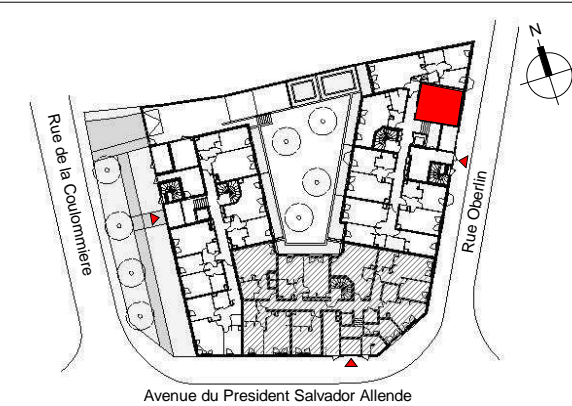 N
Rue de la Coulommiere
Rue Oberlin
Avenue du President Salvador Allende